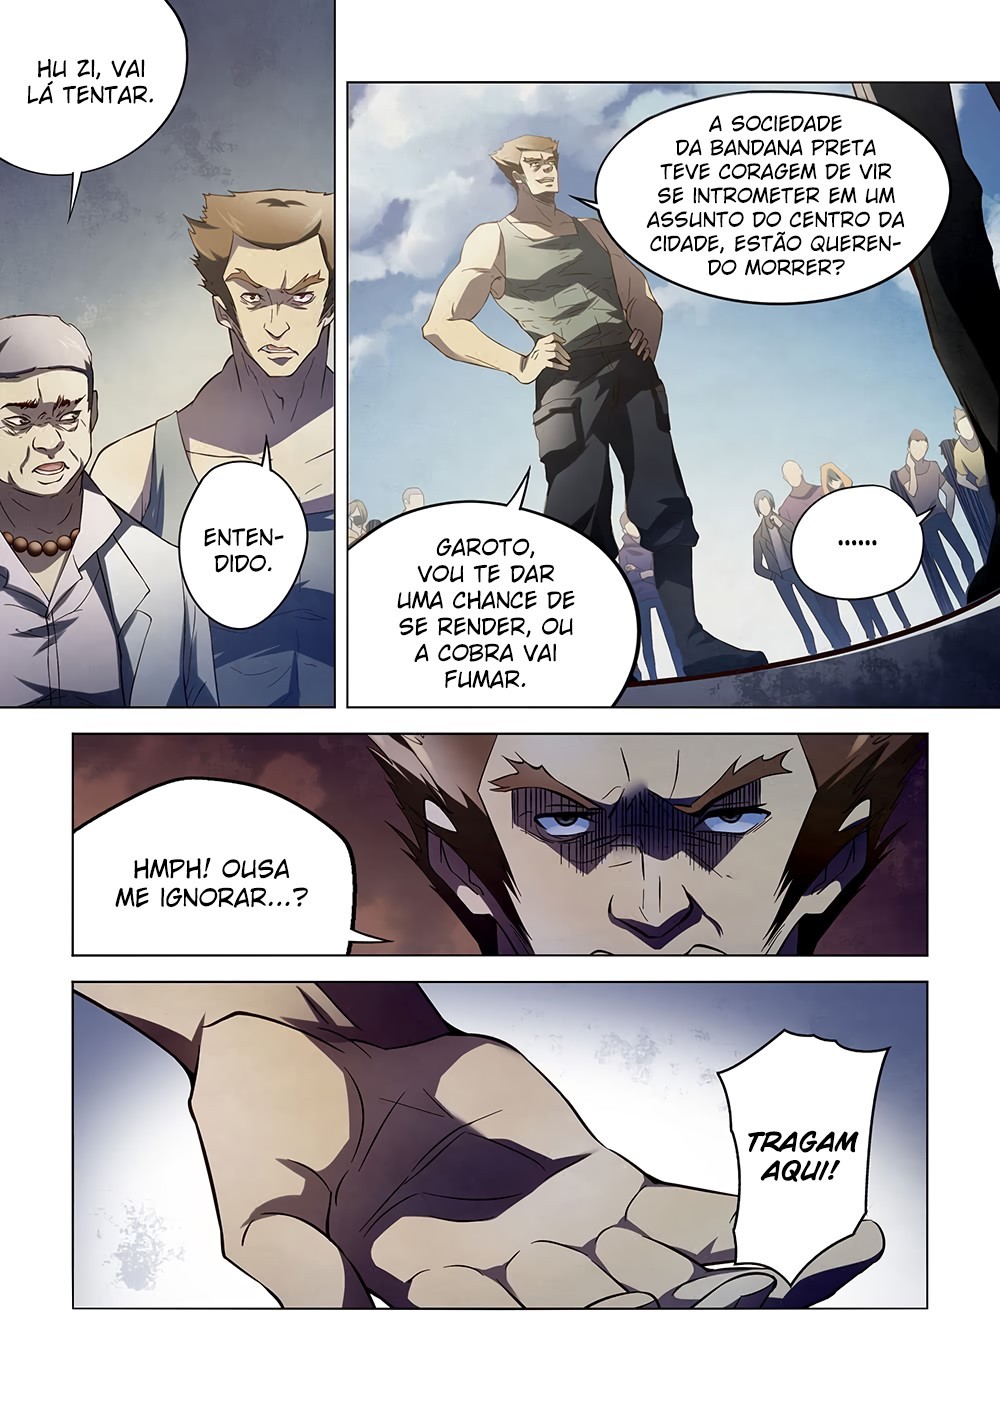 HU ZI, VAI
LÁ TENTAR.
ENTEN-
DIDO.
A SOCIEDADE
DA BANDANA PRETA
TEVE CORAGEM DE VIR
SE INTROMETER EM UM
ASSUNTO DO CENTRO DA
CIDADE, ESTÃO QUEREN-
DO MORRER?
GAROTO,
VOU TE DAR
UMA CHANCE DE
SE RENDER, OU
A COBRA VAI
FUMAR.
......
HMPH! OUSA
ME IGNORAR...?
TRAGAM
AQUI!